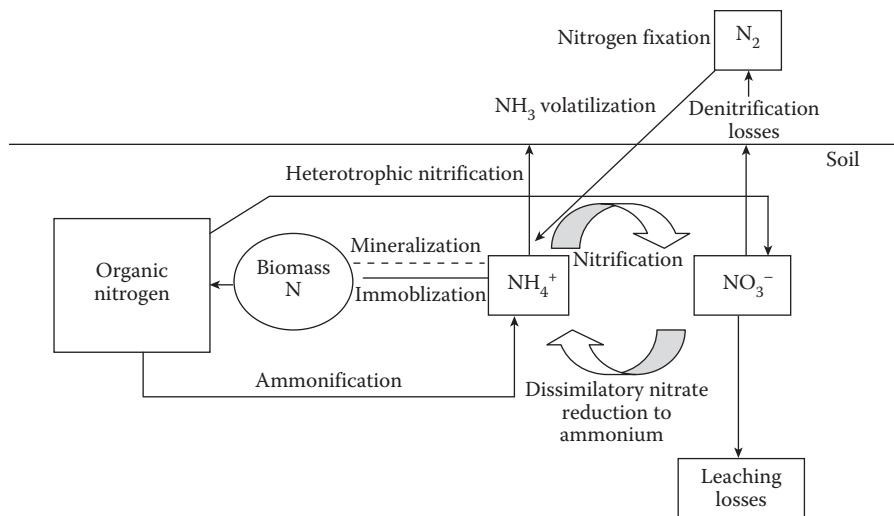 Nitrogen fixation
N₂
NH₃ volatilization
Denitrification
losses
Soil
Heterotrophic nitrification
Organic
nitrogen
Biomass
N
Mineralization
Immoblization
NH₄⁺
Nitrification
NO₃⁻
Ammonification
Dissimilatory nitrate
reduction to
ammonium
Leaching
losses